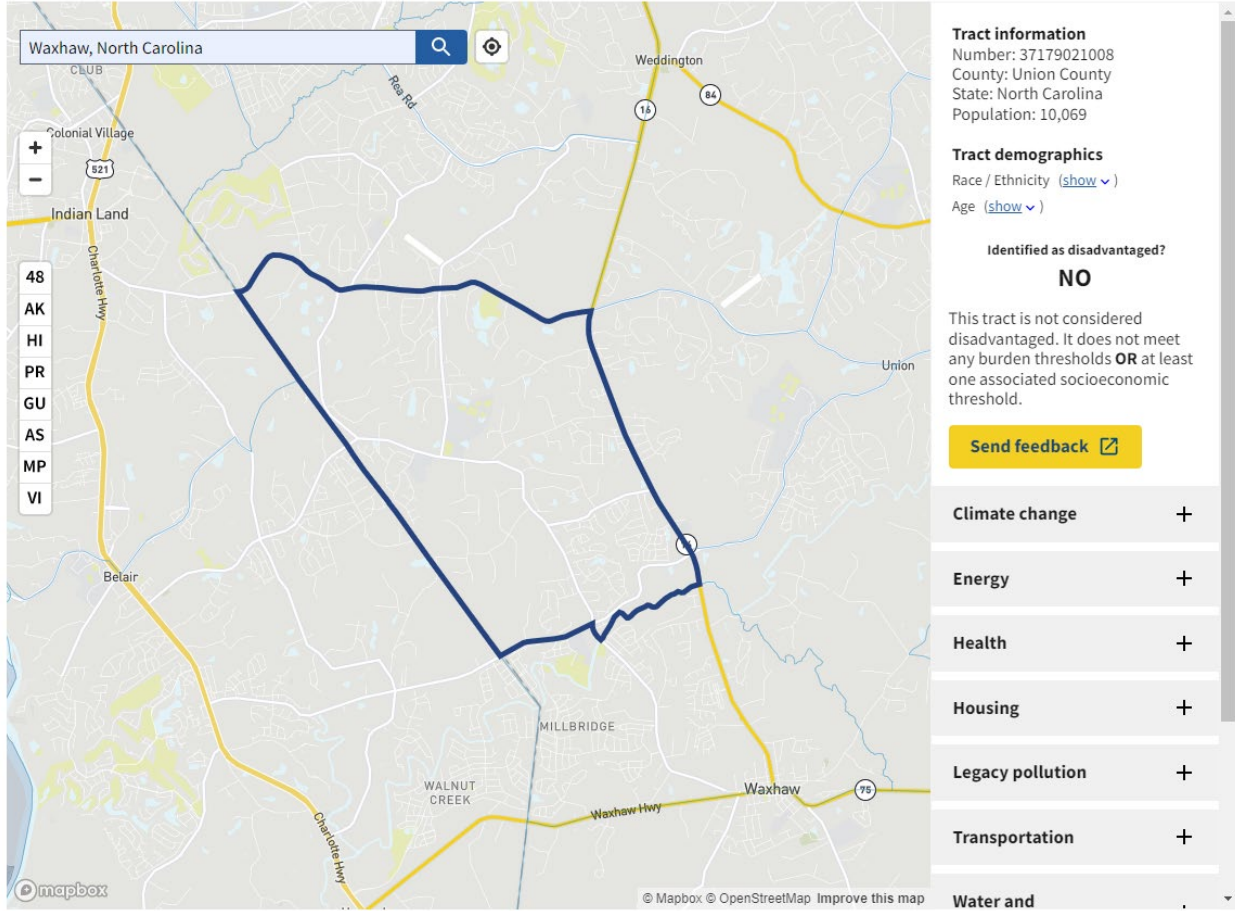 Waxhaw, North Carolina
CLUB
Rea Rd
Weddington
84
16
Colonial Village
+
521
−
Indian Land
Charlotte Hwy
48
AK
HI
PR
GU
AS
MP
VI
Union
Belair
MILLBRIDGE
WALNUT
CREEK
Waxhaw
75
Waxhaw Hwy
Charlotte Hwy
mapbox
© Mapbox © OpenStreetMap Improve this map
Tract information
Number: 37179021008
County: Union County
State: North Carolina
Population: 10,069
Tract demographics
Race / Ethnicity (show)
Age (show)
Identified as disadvantaged?
NO
This tract is not considered
disadvantaged. It does not meet
any burden thresholds OR at least
one associated socioeconomic
threshold.
Send feedback
Climate change +
Energy +
Health +
Housing +
Legacy pollution +
Transportation +
Water and